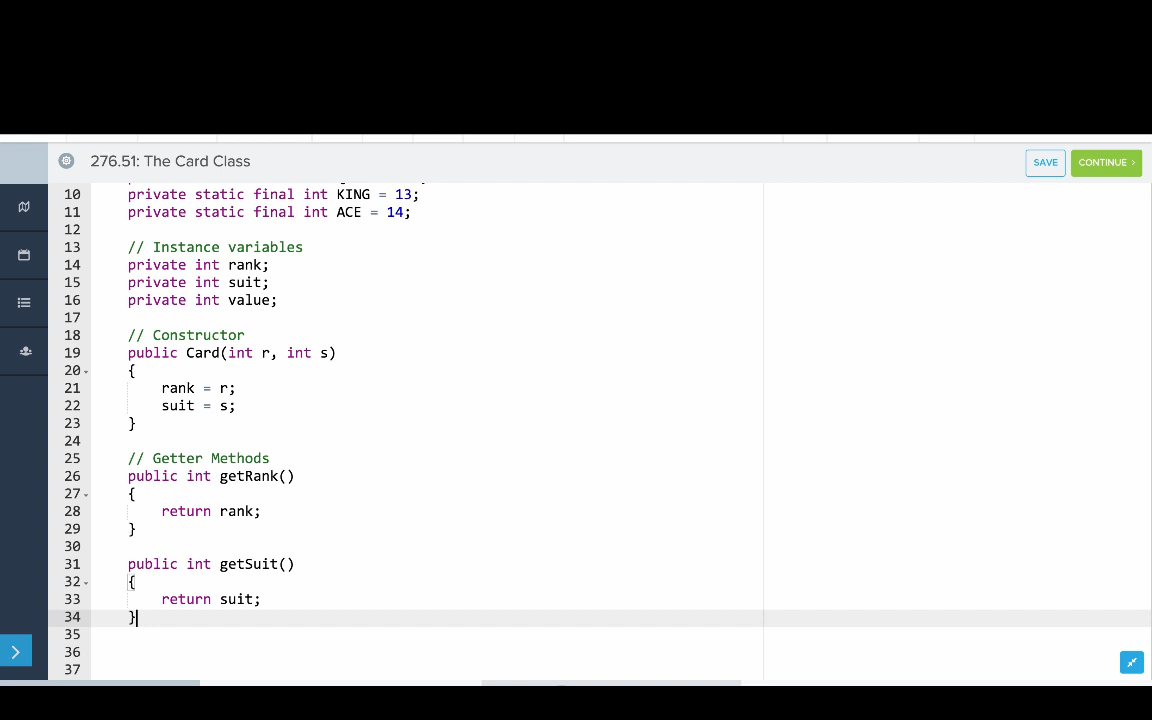 276.51: The Card Class
SAVE
CONTINUE >
10 private static final int KING = 13;
11 private static final int ACE = 14;
12
13 // Instance variables
14 private int rank;
15 private int suit;
16 private int value;
17
18 // Constructor
19 public Card(int r, int s)
20 {
21 rank = r;
22 suit = s;
23 }
24
25 // Getter Methods
26 public int getRank()
27 {
28 return rank;
29 }
30
31 public int getSuit()
32 {
33 return suit;
34 }
35
36
37